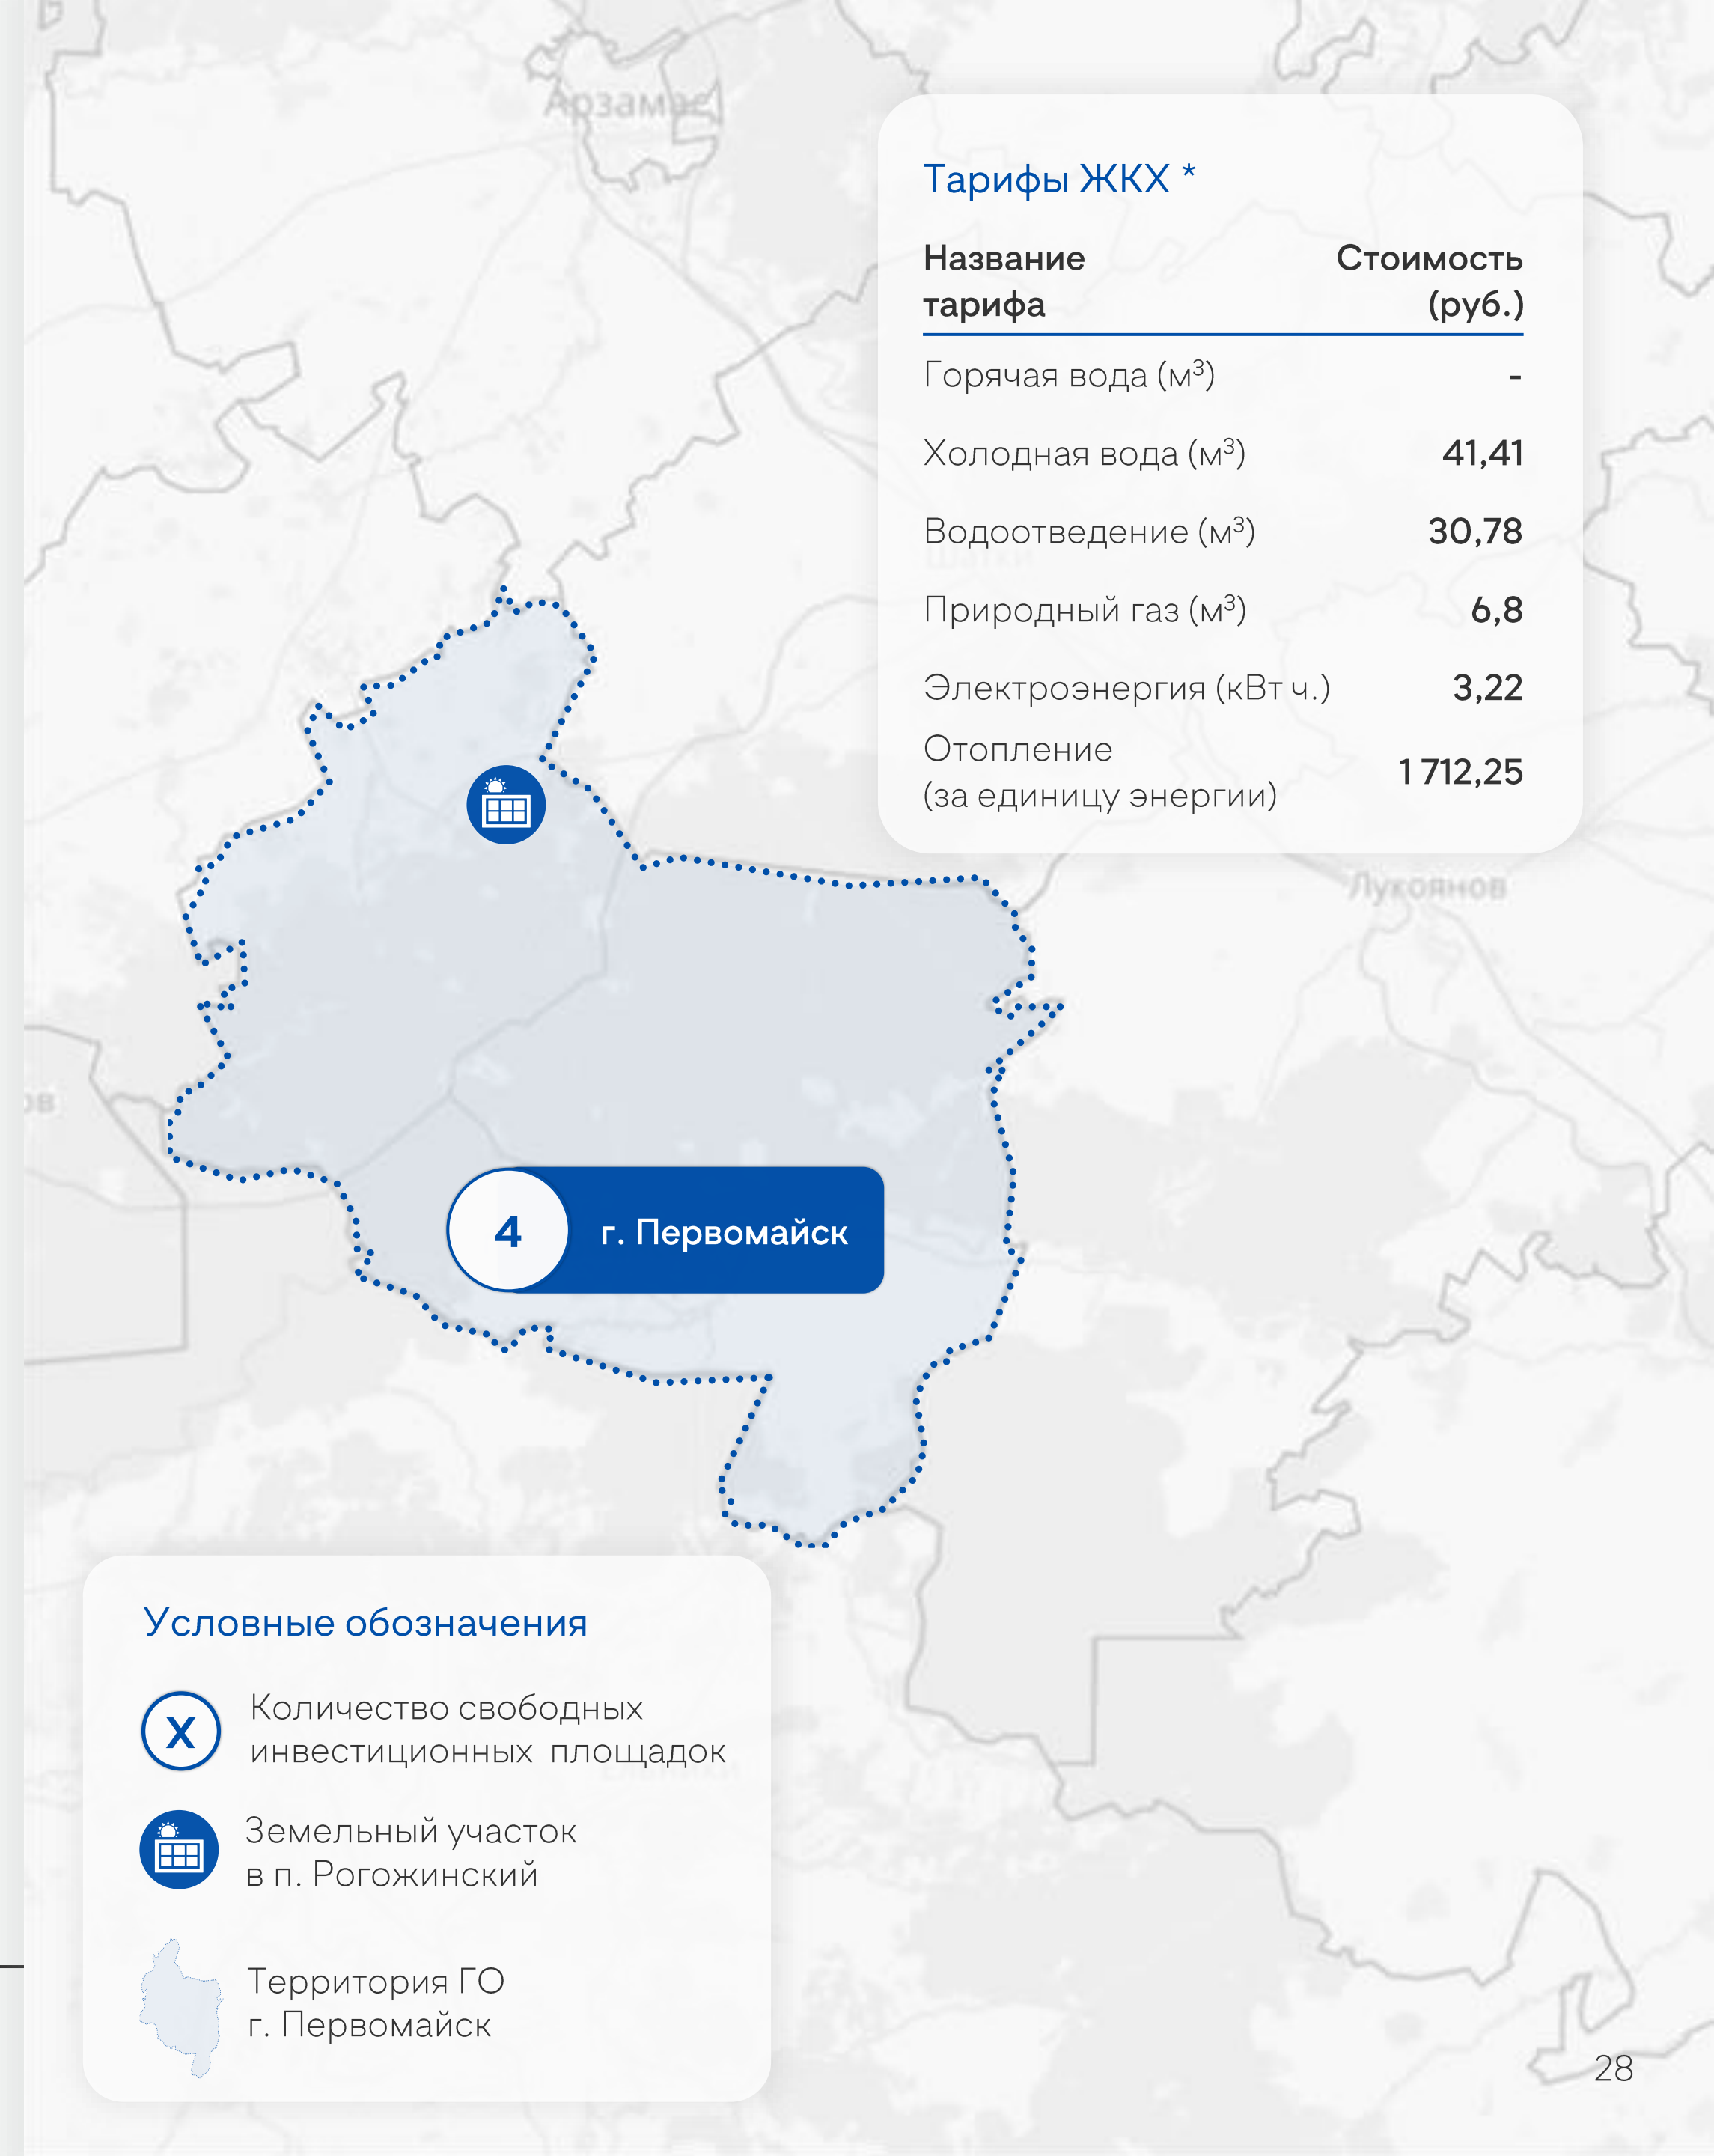 Арзамас
Тарифы ЖКХ *
Название Стоимость
тарифа (руб.)
Горячая вода (м³) -
Холодная вода (м³) 41,41
Водоотведение (м³) 30,78
Шатки
Природный газ (м³) 6,8
Электроэнергия (кВт ч.) 3,22
Отопление
(за единицу энергии) 1 712,25
Лукоянов
ов
4 г. Первомайск
Условные обозначения
X Количество свободных
инвестиционных площадок
Земельный участок
в п. Рогожинский
Территория ГО
г. Первомайск
28